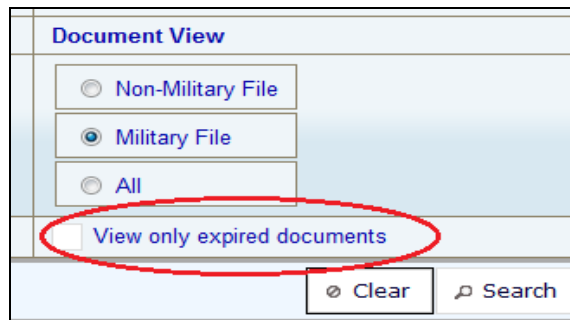 Document View
Non-Military File
Military File
All
View only expired documents
Clear Search